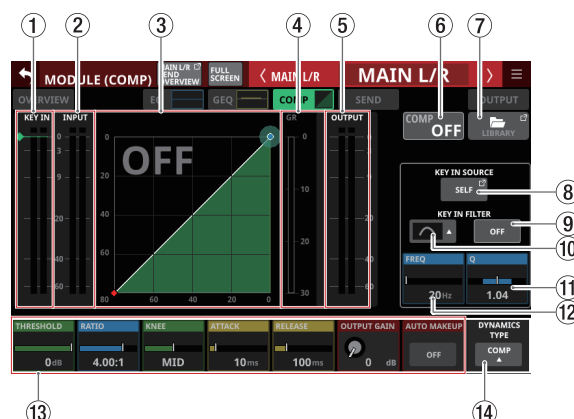 1 2 3 4 5 6 7
MODULE (COMP)
MAIN L/R
SEND
OVERVIEW
FULL
SCREEN
MAIN L/R
MAIN L/R
OVERVIEW
EQ
GEQ
COMP
SEND
OUTPUT
KEY IN
INPUT
GR
OUTPUT
COMP
OFF
LIBRARY
OFF
0
3
9
20
40
60
80 60 40 20 0
0
10
20
30
0
3
9
20
40
60
KEY IN SOURCE
SELF
8
KEY IN FILTER
OFF
9
10
FREQ
20Hz
Q
1.04
11
12
THRESHOLD
0dB
RATIO
4.00:1
KNEE
MID
ATTACK
10ms
RELEASE
100ms
OUTPUT GAIN
0 dB
AUTO MAKEUP
OFF
DYNAMICS
TYPE
COMP
13 14